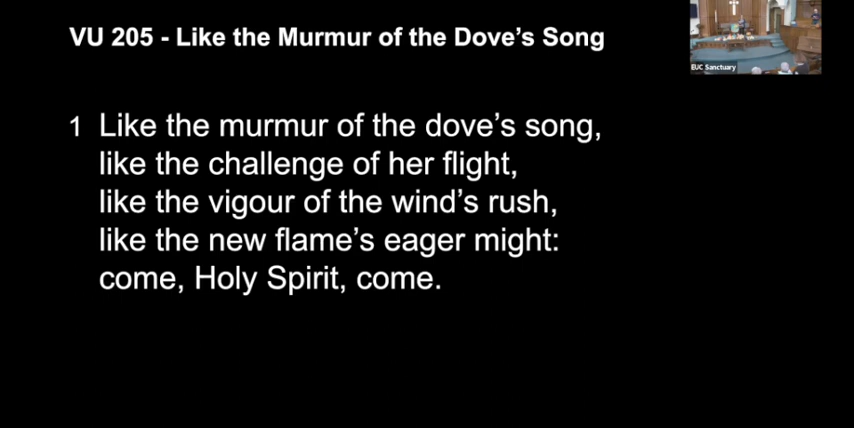 VU 205 - Like the Murmur of the Dove's Song
EUC Sanctuary
1 Like the murmur of the dove's song,
like the challenge of her flight,
like the vigour of the wind's rush,
like the new flame's eager might:
come, Holy Spirit, come.